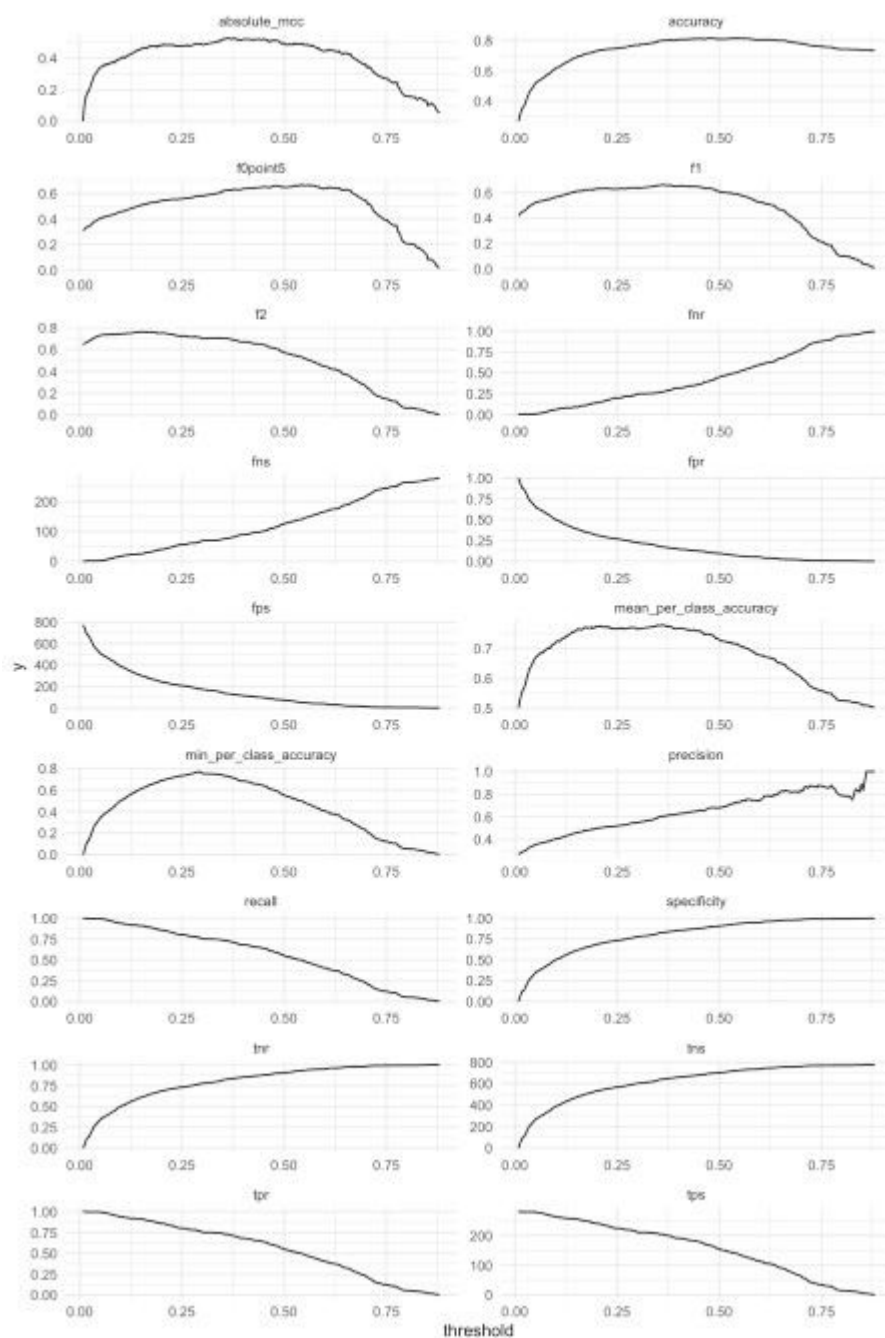 absolute_mcc accuracy
0.4 0.8
0.2 0.6
0.0 0.4
0.00 0.25 0.50 0.75 0.00 0.25 0.50 0.75
f0point5 f1
0.6 0.6
0.4 0.4
0.2 0.2
0.0 0.0
0.00 0.25 0.50 0.75 0.00 0.25 0.50 0.75
f2 fnr
0.8 1.00
0.6 0.75
0.4 0.50
0.2 0.25
0.0 0.00
0.00 0.25 0.50 0.75 0.00 0.25 0.50 0.75
fns fpr
1.00
200 0.75
0.50
100 0.25
0 0.00
0.00 0.25 0.50 0.75 0.00 0.25 0.50 0.75
fps mean_per_class_accuracy
800
600 0.7
400 0.6
200
0 0.5
y
0.00 0.25 0.50 0.75 0.00 0.25 0.50 0.75
min_per_class_accuracy precision
0.8 1.0
0.6 0.8
0.4 0.6
0.2 0.4
0.0
0.00 0.25 0.50 0.75 0.00 0.25 0.50 0.75
recall specificity
1.00 1.00
0.75 0.75
0.50 0.50
0.25 0.25
0.00 0.00
0.00 0.25 0.50 0.75 0.00 0.25 0.50 0.75
tnr tns
1.00 800
0.75 600
0.50 400
0.25 200
0.00 0
0.00 0.25 0.50 0.75 0.00 0.25 0.50 0.75
tpr tps
1.00
0.75 200
0.50 100
0.25
0.00 0
0.00 0.25 0.50 0.75 0.00 0.25 0.50 0.75
threshold